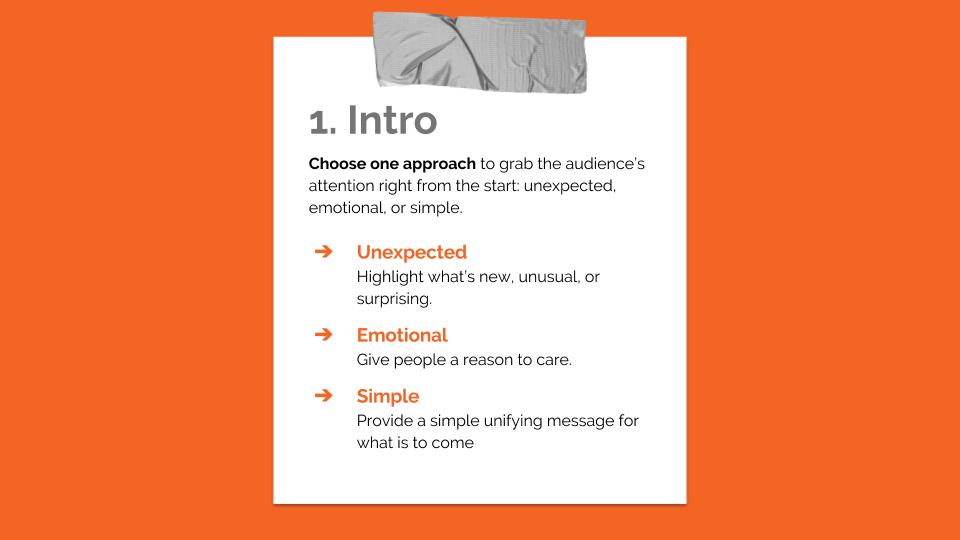 1. Intro
Choose one approach to grab the audience's
attention right from the start: unexpected,
emotional, or simple.
➔ Unexpected
Highlight what's new, unusual, or
surprising.
➔ Emotional
Give people a reason to care.
➔ Simple
Provide a simple unifying message for
what is to come